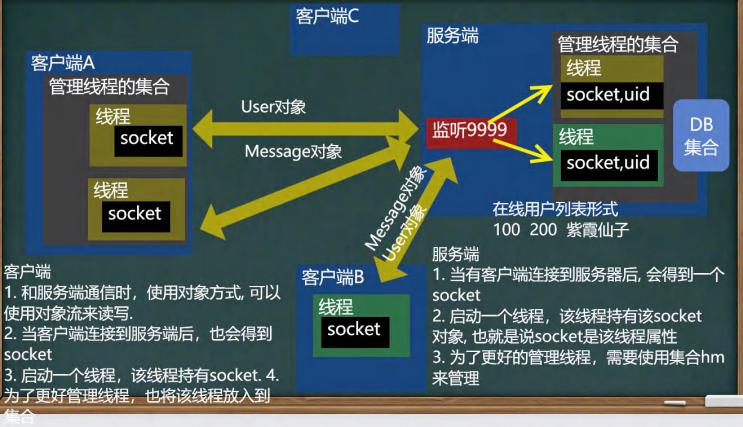 客户端C
服务端
管理线程的集合
客户端A
管理线程的集合
线程
socket,uid
线程
socket
User对象
监听9999
DB
集合
Message对象
线程
socket,uid
线程
socket
Message对象
User对象
在线用户列表形式
100 200 紫霞仙子
客户端
1. 和服务端通信时，使用对象方式, 可以
使用对象流来读写.
2. 当客户端连接到服务端后，也会得到
socket
3. 启动一个线程，该线程持有socket. 4.
为了更好管理线程，也将该线程放入到
集合
客户端B
线程
socket
服务端
1. 当有客户端连接到服务器后, 会得到一个
socket
2. 启动一个线程，该线程持有该socket
对象, 也就是说socket是该线程属性
3. 为了更好的管理线程，需要使用集合hm
来管理